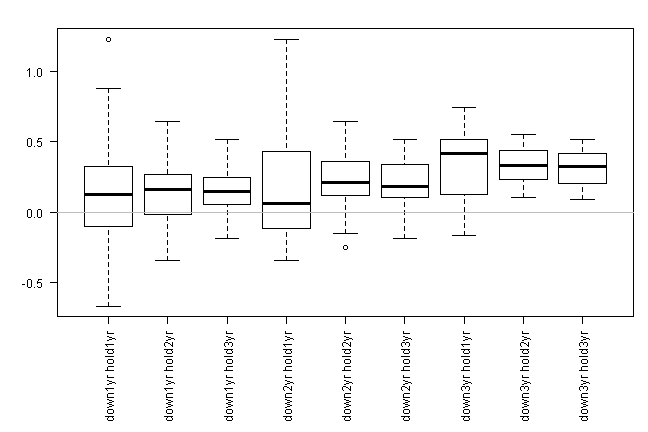 1.0
0.5
0.0
-0.5
down1yr hold1yr
down1yr hold2yr
down1yr hold3yr
down2yr hold1yr
down2yr hold2yr
down2yr hold3yr
down3yr hold1yr
down3yr hold2yr
down3yr hold3yr